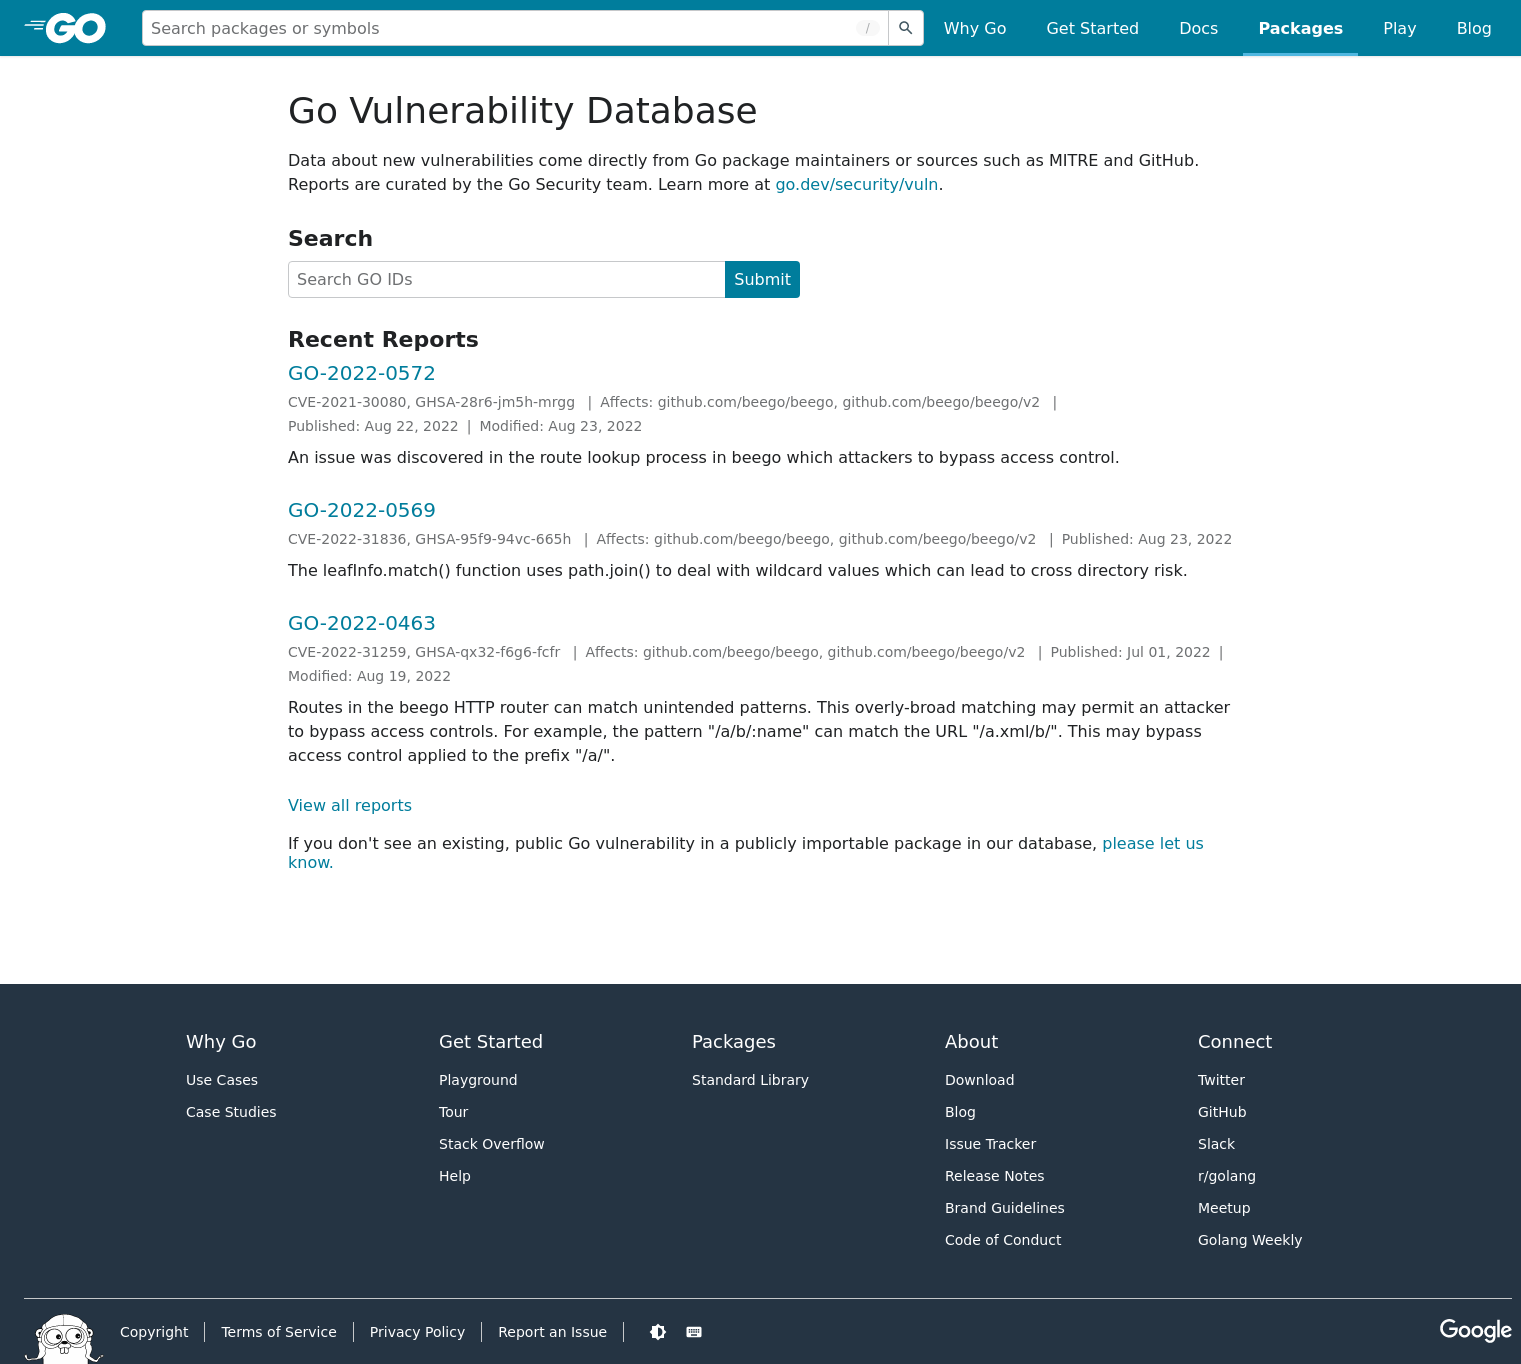 GO
Search packages or symbols
/
Why Go
Get Started
Docs
Packages
Play
Blog
Go Vulnerability Database
Data about new vulnerabilities come directly from Go package maintainers or sources such as MITRE and GitHub.
Reports are curated by the Go Security team. Learn more at go.dev/security/vuln.
Search
Search GO IDs
Submit
Recent Reports
GO-2022-0572
CVE-2021-30080, GHSA-28r6-jm5h-mrgg | Affects: github.com/beego/beego, github.com/beego/beego/v2 |
Published: Aug 22, 2022 | Modified: Aug 23, 2022
An issue was discovered in the route lookup process in beego which attackers to bypass access control.
GO-2022-0569
CVE-2022-31836, GHSA-95f9-94vc-665h | Affects: github.com/beego/beego, github.com/beego/beego/v2 | Published: Aug 23, 2022
The leafInfo.match() function uses path.join() to deal with wildcard values which can lead to cross directory risk.
GO-2022-0463
CVE-2022-31259, GHSA-qx32-f6g6-fcfr | Affects: github.com/beego/beego, github.com/beego/beego/v2 | Published: Jul 01, 2022 |
Modified: Aug 19, 2022
Routes in the beego HTTP router can match unintended patterns. This overly-broad matching may permit an attacker
to bypass access controls. For example, the pattern "/a/b/:name" can match the URL "/a.xml/b/". This may bypass
access control applied to the prefix "/a/".
View all reports
If you don't see an existing, public Go vulnerability in a publicly importable package in our database, please let us
know.
Why Go
Use Cases
Case Studies
Get Started
Playground
Tour
Stack Overflow
Help
Packages
Standard Library
About
Download
Blog
Issue Tracker
Release Notes
Brand Guidelines
Code of Conduct
Connect
Twitter
GitHub
Slack
r/golang
Meetup
Golang Weekly
Copyright
Terms of Service
Privacy Policy
Report an Issue
Google